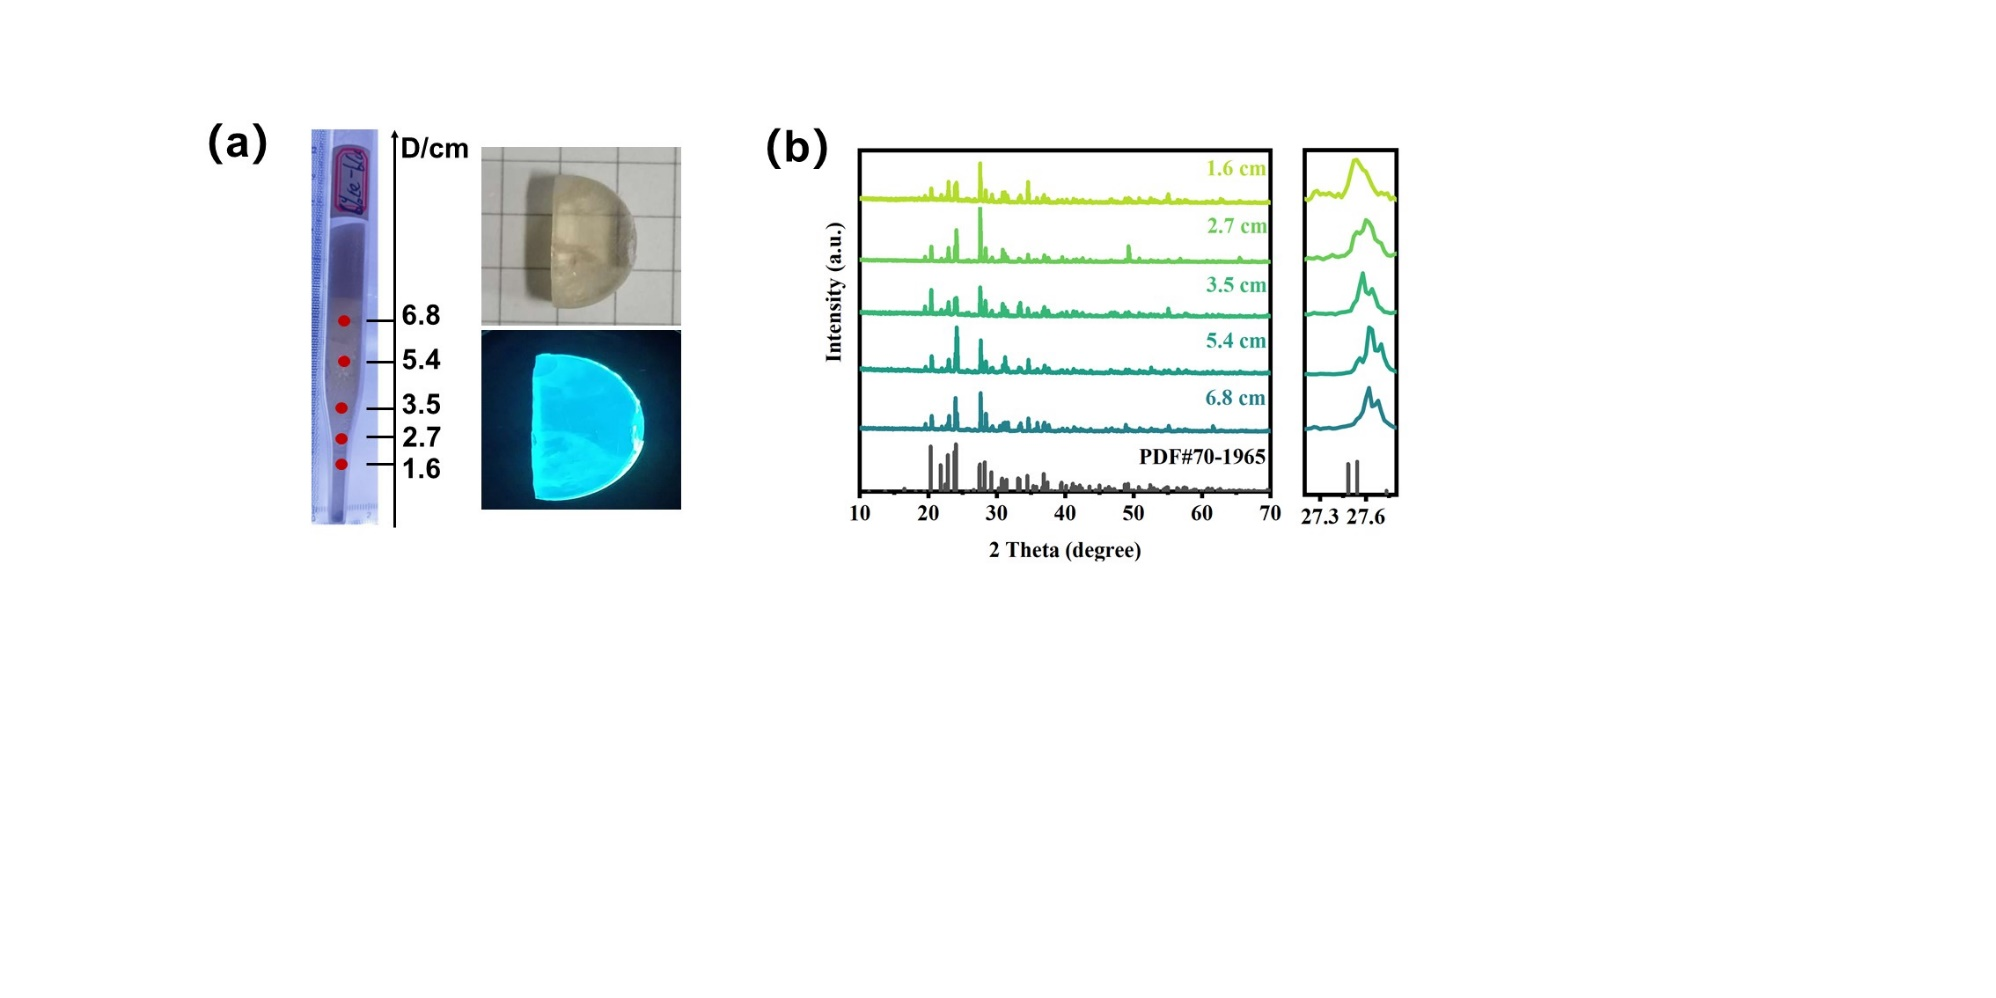 (a)
D/cm
6.8
5.4
3.5
2.7
1.6
(b)
Intensity (a.u.)
1.6 cm
2.7 cm
3.5 cm
5.4 cm
6.8 cm
PDF#70-1965
10 20 30 40 50 60 70
2 Theta (degree)
27.3 27.6